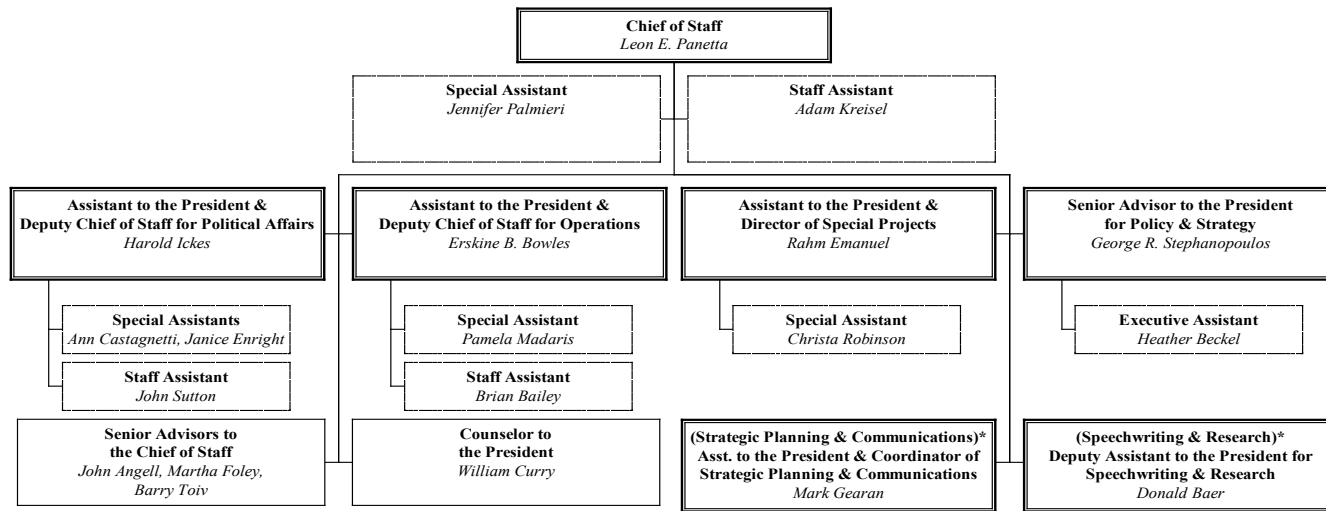 Chief of Staff
Leon E. Panetta
Special Assistant
Jennifer Palmieri
Staff Assistant
Adam Kreisel
Assistant to the President &
Deputy Chief of Staff for Political Affairs
Harold Ickes
Assistant to the President &
Deputy Chief of Staff for Operations
Erskine B. Bowles
Assistant to the President &
Director of Special Projects
Rahm Emanuel
Senior Advisor to the President
for Policy & Strategy
George R. Stephanopoulos
Special Assistants
Ann Castagnetti, Janice Enright
Special Assistant
Pamela Madaris
Special Assistant
Christa Robinson
Executive Assistant
Heather Beckel
Staff Assistant
John Sutton
Staff Assistant
Brian Bailey
Senior Advisors to
the Chief of Staff
John Angell, Martha Foley,
Barry Toiv
Counselor to
the President
William Curry
(Strategic Planning & Communications)*
Asst. to the President & Coordinator of
Strategic Planning & Communications
Mark Gearan
(Speechwriting & Research)*
Deputy Assistant to the President for
Speechwriting & Research
Donald Baer